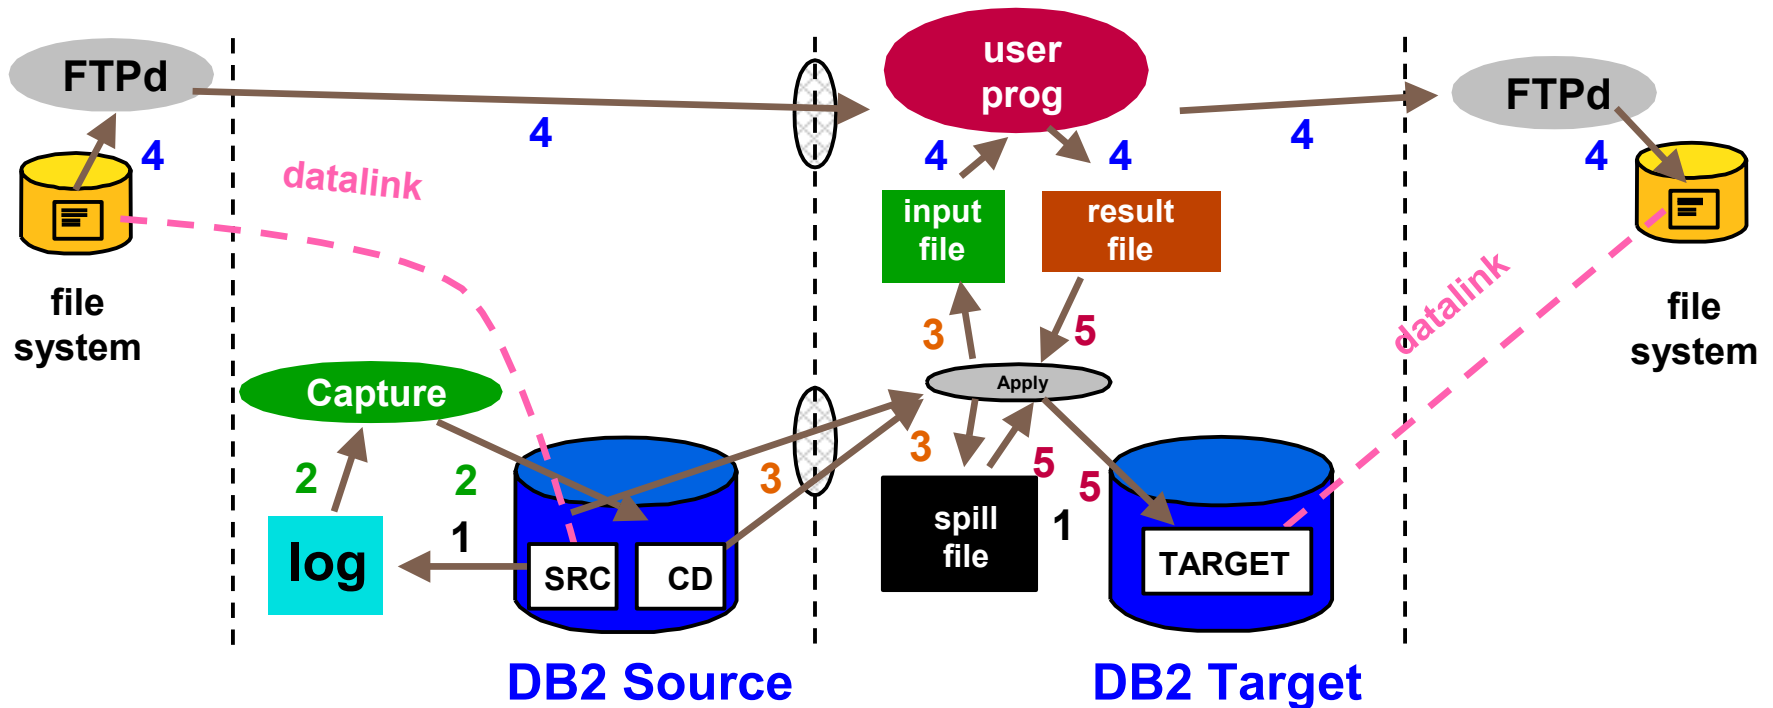 FTPd
4
datalink
file
system
4
user
prog
4
4
input
file
result
file
4
FTPd
4
datalink
file
system
Capture
2
2
1
log
SRC
CD
3
3
5
Apply
3
5
5
1
spill
file
TARGET
DB2 Source
DB2 Target